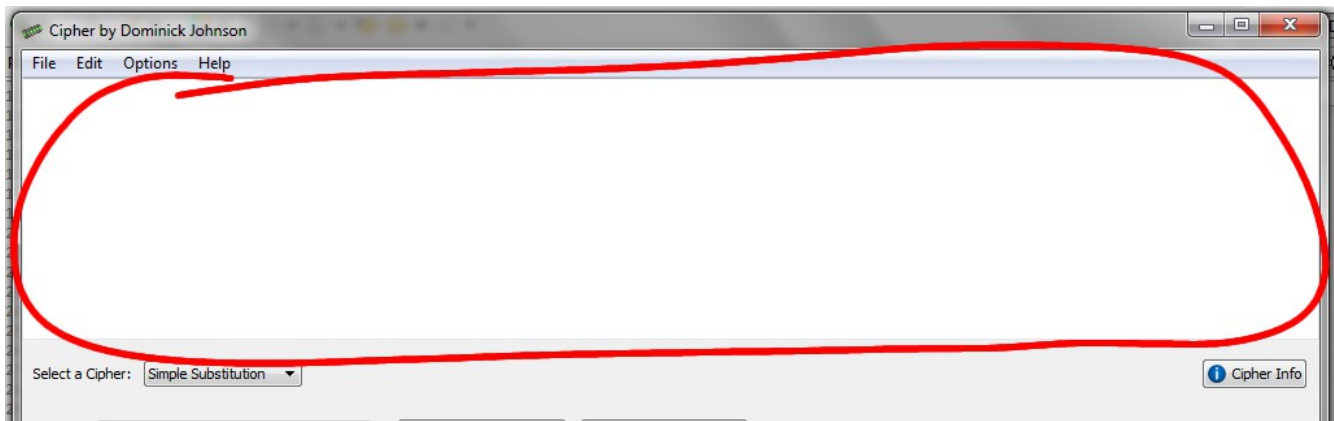 Cipher by Dominick Johnson
File Edit Options Help
Select a Cipher: Simple Substitution
Cipher Info